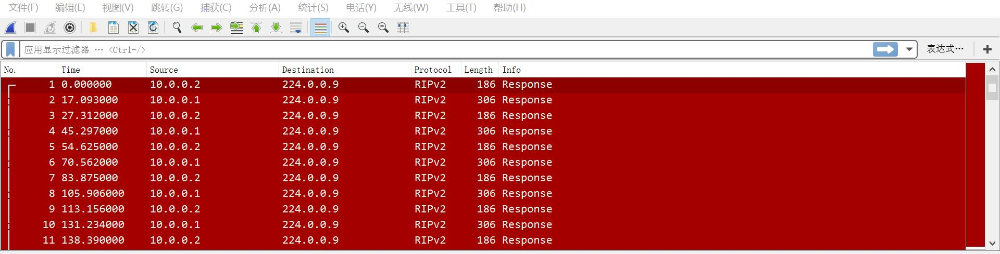 文件(F) 编辑(E) 视图(V) 跳转(G) 捕获(C) 分析(A) 统计(S) 电话(Y) 无线(W) 工具(T) 帮助(H)
应用显示过滤器 … <Ctrl-/> 表达式… +
No. Time Source Destination Protocol Length Info
1 0.000000 10.0.0.2 224.0.0.9 RIPv2 186 Response
2 17.093000 10.0.0.1 224.0.0.9 RIPv2 306 Response
3 27.312000 10.0.0.2 224.0.0.9 RIPv2 186 Response
4 45.297000 10.0.0.1 224.0.0.9 RIPv2 306 Response
5 54.625000 10.0.0.2 224.0.0.9 RIPv2 186 Response
6 70.562000 10.0.0.1 224.0.0.9 RIPv2 306 Response
7 83.875000 10.0.0.2 224.0.0.9 RIPv2 186 Response
8 105.906000 10.0.0.1 224.0.0.9 RIPv2 306 Response
9 113.156000 10.0.0.2 224.0.0.9 RIPv2 186 Response
10 131.234000 10.0.0.1 224.0.0.9 RIPv2 306 Response
11 138.390000 10.0.0.2 224.0.0.9 RIPv2 186 Response